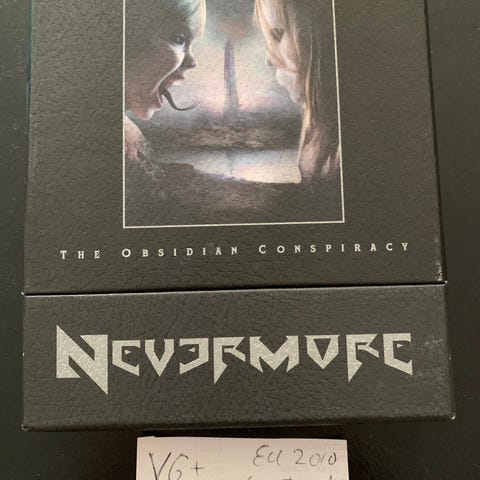 THE OBSIDIAN CONSPIRACY
NEVERMORE
VG+ EU 2010